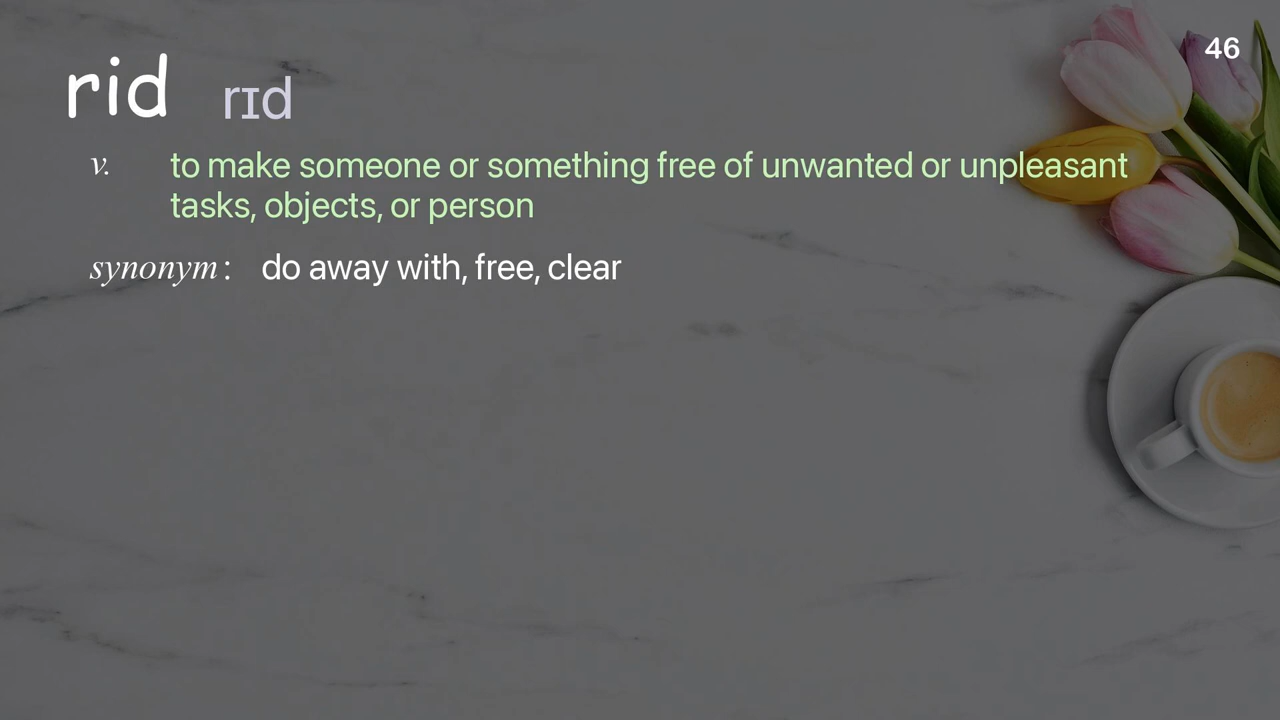 46
rid rɪd
v. to make someone or something free of unwanted or unpleasant
tasks, objects, or person
synonym: do away with, free, clear